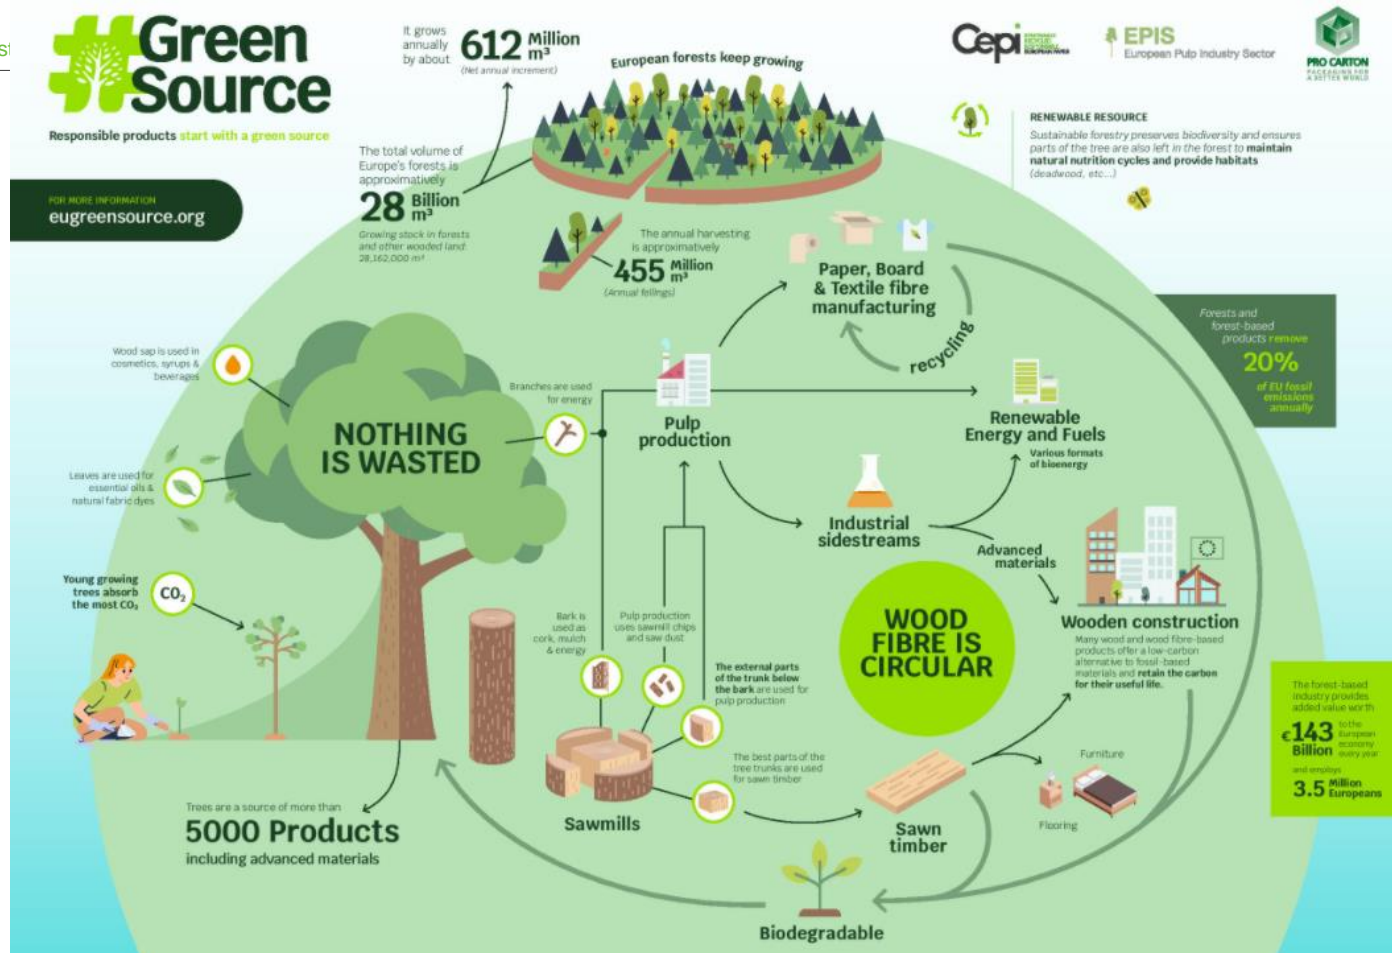 #Green
Source
Responsible products start with a green source
FOR MORE INFORMATION
eugreensource.org
It grows
annually
by about
612 Million
m³
(Net annual increment)
The total volume of
Europe's forests is
approximatively
28 Billion
m³
Growing stock in forests
and other wooded land:
28,162,000 m³
European forests keep growing
The annual harvesting
is approximatively
455 Million
m³
(Annual fellings)
Cepi
EPIS
European Pulp Industry Sector
PRO CARTON
PACKAGING FOR
A BETTER WORLD
RENEWABLE RESOURCE
Sustainable forestry preserves biodiversity and ensures
parts of the tree are also left in the forest to maintain
natural nutrition cycles and provide habitats
(deadwood, etc...)
Forests and
forest-based
products remove
20%
of EU fossil
emissions
annually
Paper, Board
& Textile fibre
manufacturing
recycling
Wood sap is used in
cosmetics, syrups &
beverages
Leaves are used for
essential oils &
natural fabric dyes
Young growing
trees absorb
the most CO₂
CO₂
NOTHING
IS WASTED
Branches are used
for energy
Pulp
production
Renewable
Energy and Fuels
Various formats
of bioenergy
Industrial
sidestreams
Advanced
materials
Wooden construction
Many wood and wood fibre-based
products offer a low-carbon
alternative to fossil-based
materials and retain the carbon
for their useful life.
WOOD
FIBRE IS
CIRCULAR
Bark is
used as
cork, mulch
& energy
Pulp production
uses sawmill chips
and saw dust
The external parts
of the trunk below
the bark are used for
pulp production
The best parts of the
tree trunks are used
for sawn timber
Sawmills
Sawn
timber
Furniture
Flooring
The forest-based
industry provides
added value worth
€143 Billion
to the
European
economy
every year
and employs
3.5 Million
Europeans
Trees are a source of more than
5000 Products
including advanced materials
Biodegradable